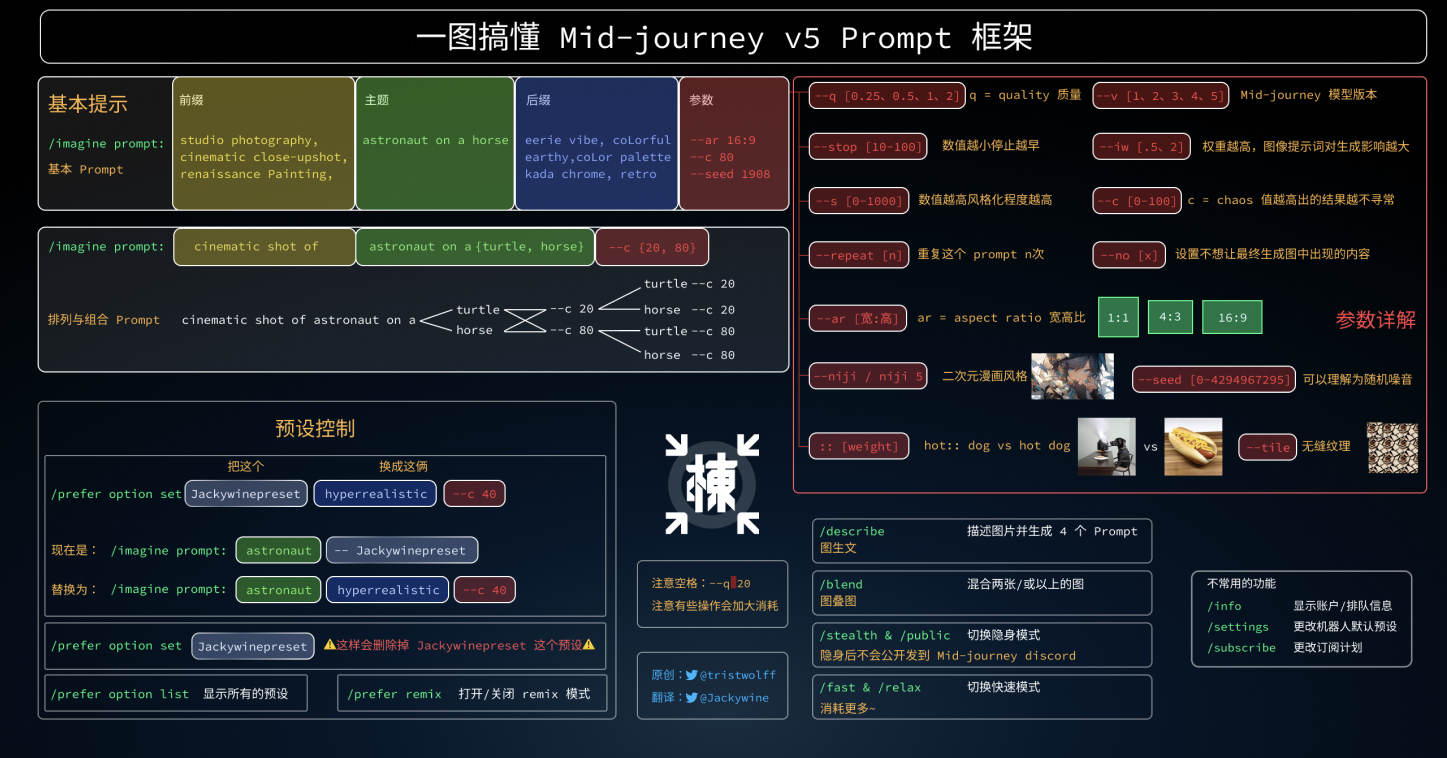 一图搞懂 Mid-journey v5 Prompt 框架
基本提示
/imagine prompt:
基本 Prompt
前缀
studio photography,
cinematic close-upshot,
renaissance Painting,
主题
astronaut on a horse
后缀
eerie vibe, coLorful
earthy,coLor palette
kada chrome, retro
参数
--ar 16:9
--c 80
--seed 1908
/imagine prompt: cinematic shot of astronaut on a {turtle, horse} --c {20, 80}
排列与组合 Prompt
cinematic shot of astronaut on a
turtle
horse
--c 20
--c 80
turtle --c 20
horse --c 20
turtle --c 80
horse --c 80
--q [0.25、0.5、1、2] q = quality 质量
--v [1、2、3、4、5] Mid-journey 模型版本
--stop [10-100] 数值越小停止越早
--iw [.5、2] 权重越高，图像提示词对生成影响越大
--s [0-1000] 数值越高风格化程度越高
--c [0-100] c = chaos 值越高出的结果越不寻常
--repeat [n] 重复这个 prompt n次
--no [x] 设置不想让最终生成图中出现的内容
--ar [宽:高] ar = aspect ratio 宽高比
1:1
4:3
16:9
参数详解
--niji / niji 5 二次元漫画风格
--seed [0-4294967295] 可以理解为随机噪音
:: [weight] hot:: dog vs hot dog
vs
--tile 无缝纹理
预设控制
把这个 换成这俩
/prefer option set Jackywinepreset hyperrealistic --c 40
现在是： /imagine prompt: astronaut -- Jackywinepreset
替换为： /imagine prompt: astronaut hyperrealistic --c 40
/prefer option set Jackywinepreset ⚠️这样会删除掉 Jackywinepreset 这个预设⚠️
/prefer option list 显示所有的预设
/prefer remix 打开/关闭 remix 模式
棟
注意空格：--q 20
注意有些操作会加大消耗
原创：@tristwolff
翻译：@Jackywine
/describe 描述图片并生成 4 个 Prompt
图生文
/blend 混合两张/或以上的图
图叠图
/stealth & /public 切换隐身模式
隐身后不会公开发到 Mid-journey discord
/fast & /relax 切换快速模式
消耗更多~
不常用的功能
/info 显示账户/排队信息
/settings 更改机器人默认预设
/subscribe 更改订阅计划